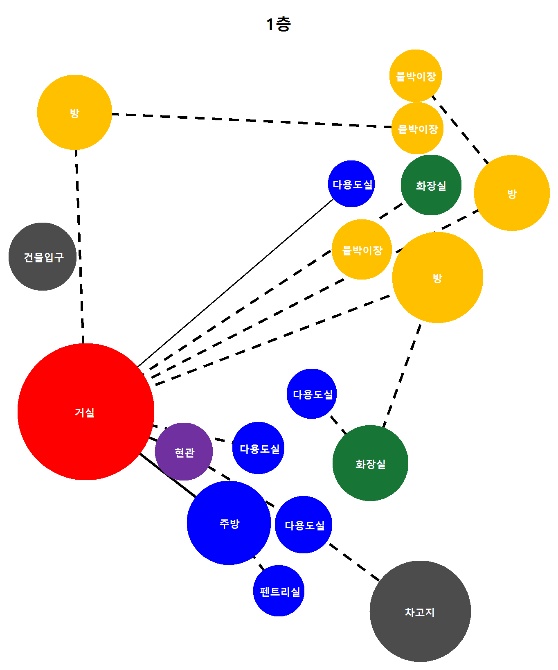 1층
붙박이장
방
붙박이장
다용도실
화장실
방
붙박이장
건물입구
방
다용도실
거실
현관
다용도실
화장실
주방
다용도실
펜트리실
차고지